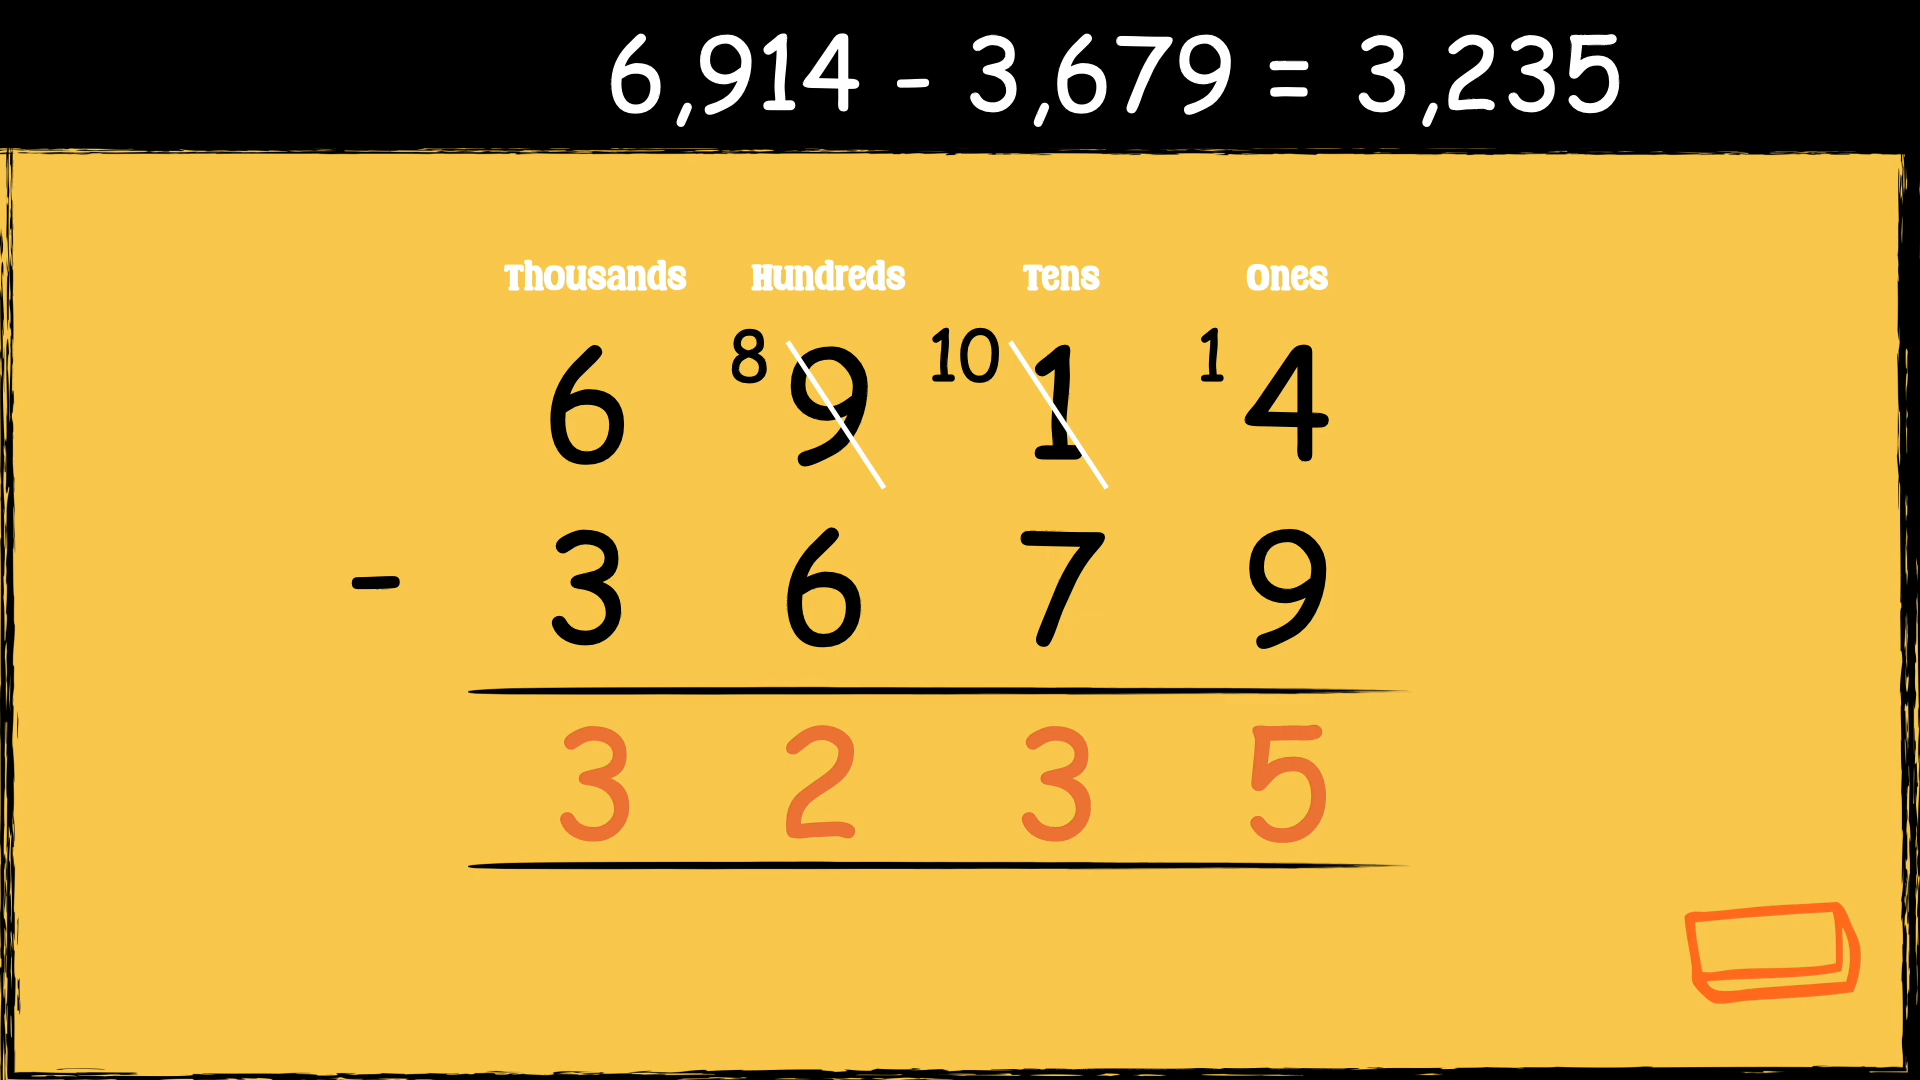 6,914 - 3,679 = 3,235
Thousands Hundreds Tens Ones
6 8 9 10 1 1 4
- 3 6 7 9
3 2 3 5